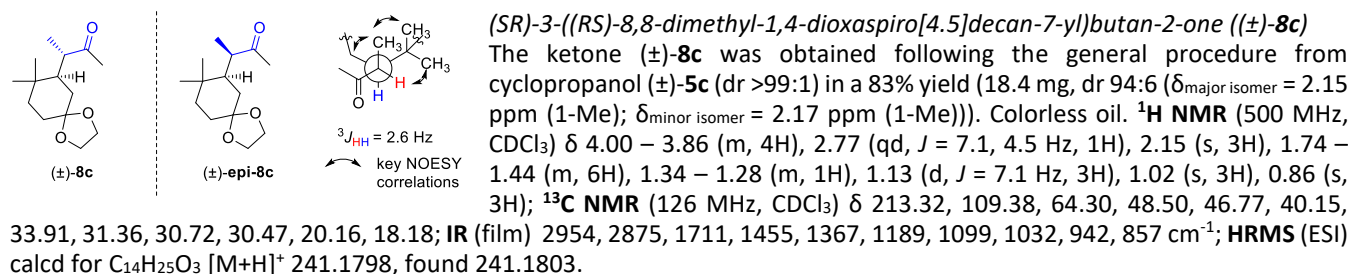 (SR)-3-((RS)-8,8-dimethyl-1,4-dioxaspiro[4.5]decan-7-yl)butan-2-one ((±)-8c)
The ketone (±)-8c was obtained following the general procedure from
cyclopropanol (±)-5c (dr >99:1) in a 83% yield (18.4 mg, dr 94:6 (δmajor isomer = 2.15
ppm (1-Me); δminor isomer = 2.17 ppm (1-Me))). Colorless oil. ¹H NMR (500 MHz,
CDCl₃) δ 4.00 – 3.86 (m, 4H), 2.77 (qd, J = 7.1, 4.5 Hz, 1H), 2.15 (s, 3H), 1.74 –
1.44 (m, 6H), 1.34 – 1.28 (m, 1H), 1.13 (d, J = 7.1 Hz, 3H), 1.02 (s, 3H), 0.86 (s,
3H); ¹³C NMR (126 MHz, CDCl₃) δ 213.32, 109.38, 64.30, 48.50, 46.77, 40.15,
33.91, 31.36, 30.72, 30.47, 20.16, 18.18; IR (film) 2954, 2875, 1711, 1455, 1367, 1189, 1099, 1032, 942, 857 cm⁻¹; HRMS (ESI)
calcd for C₁₄H₂₅O₃ [M+H]⁺ 241.1798, found 241.1803.
O
H
O
O
(±)-8c
O
H
O
O
(±)-epi-8c
CH₃
CH₃
CH₃
O
H
H
³JHH = 2.6 Hz
key NOESY
correlations